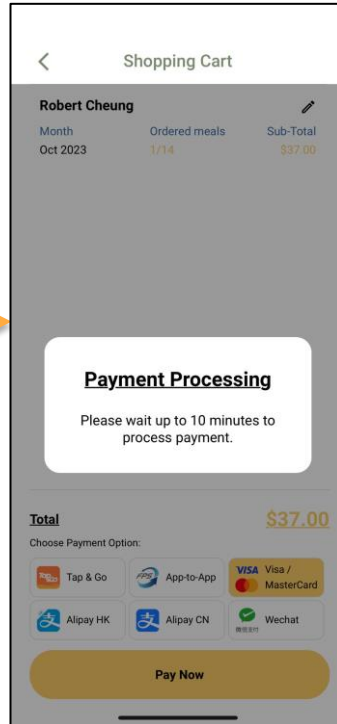 Shopping Cart
Robert Cheung
Month Ordered meals Sub-Total
Oct 2023 1/14 $37.00
Payment Processing
Please wait up to 10 minutes to
process payment.
Total $37.00
Choose Payment Option:
Tap & Go FPS App-to-App VISA Visa /
MasterCard
Alipay HK Alipay CN Wechat
Pay Now